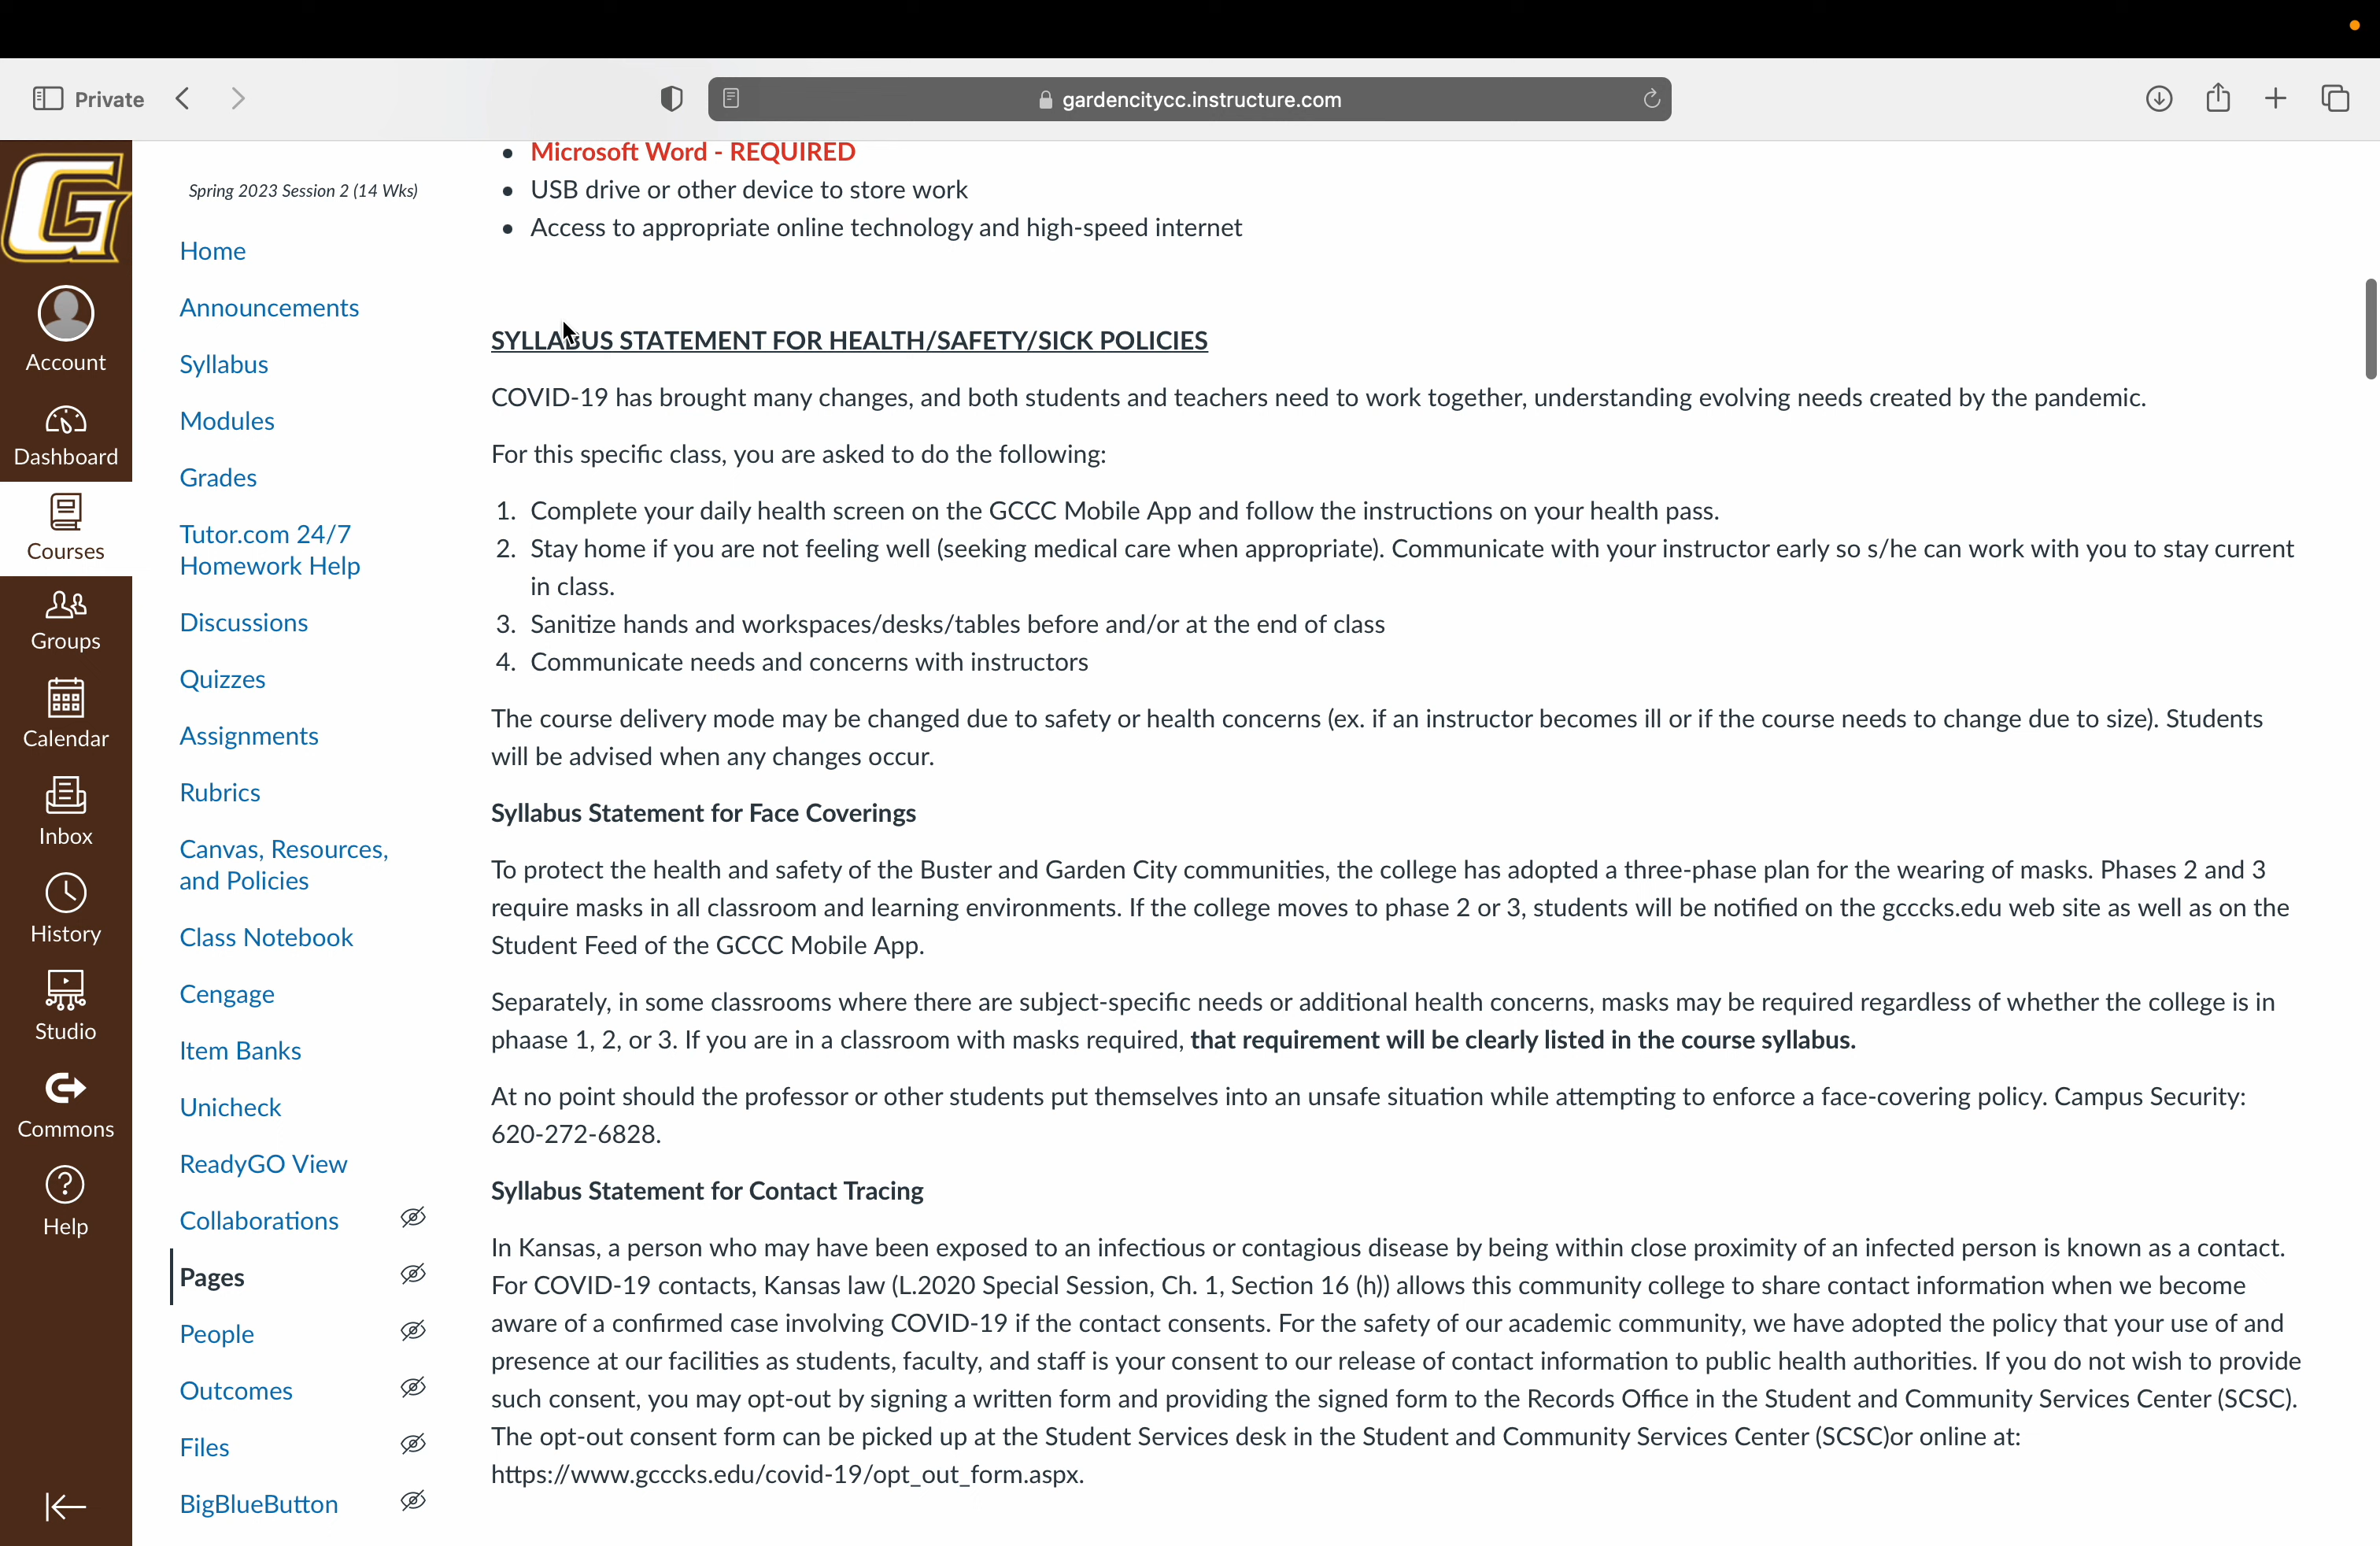 Private
gardencitycc.instructure.com
G
Account
Dashboard
Courses
Groups
Calendar
Inbox
History
Studio
Commons
Help
Spring 2023 Session 2 (14 Wks)
Home
Announcements
Syllabus
Modules
Grades
Tutor.com 24/7
Homework Help
Discussions
Quizzes
Assignments
Rubrics
Canvas, Resources,
and Policies
Class Notebook
Cengage
Item Banks
Unicheck
ReadyGO View
Collaborations
Pages
People
Outcomes
Files
BigBlueButton
• Microsoft Word - REQUIRED
• USB drive or other device to store work
• Access to appropriate online technology and high-speed internet
SYLLABUS STATEMENT FOR HEALTH/SAFETY/SICK POLICIES
COVID-19 has brought many changes, and both students and teachers need to work together, understanding evolving needs created by the pandemic.
For this specific class, you are asked to do the following:
1. Complete your daily health screen on the GCCC Mobile App and follow the instructions on your health pass.
2. Stay home if you are not feeling well (seeking medical care when appropriate). Communicate with your instructor early so s/he can work with you to stay current
in class.
3. Sanitize hands and workspaces/desks/tables before and/or at the end of class
4. Communicate needs and concerns with instructors
The course delivery mode may be changed due to safety or health concerns (ex. if an instructor becomes ill or if the course needs to change due to size). Students
will be advised when any changes occur.
Syllabus Statement for Face Coverings
To protect the health and safety of the Buster and Garden City communities, the college has adopted a three-phase plan for the wearing of masks. Phases 2 and 3
require masks in all classroom and learning environments. If the college moves to phase 2 or 3, students will be notified on the gcccks.edu web site as well as on the
Student Feed of the GCCC Mobile App.
Separately, in some classrooms where there are subject-specific needs or additional health concerns, masks may be required regardless of whether the college is in
phaase 1, 2, or 3. If you are in a classroom with masks required, that requirement will be clearly listed in the course syllabus.
At no point should the professor or other students put themselves into an unsafe situation while attempting to enforce a face-covering policy. Campus Security:
620-272-6828.
Syllabus Statement for Contact Tracing
In Kansas, a person who may have been exposed to an infectious or contagious disease by being within close proximity of an infected person is known as a contact.
For COVID-19 contacts, Kansas law (L.2020 Special Session, Ch. 1, Section 16 (h)) allows this community college to share contact information when we become
aware of a confirmed case involving COVID-19 if the contact consents. For the safety of our academic community, we have adopted the policy that your use of and
presence at our facilities as students, faculty, and staff is your consent to our release of contact information to public health authorities. If you do not wish to provide
such consent, you may opt-out by signing a written form and providing the signed form to the Records Office in the Student and Community Services Center (SCSC).
The opt-out consent form can be picked up at the Student Services desk in the Student and Community Services Center (SCSC)or online at:
https://www.gcccks.edu/covid-19/opt_out_form.aspx.